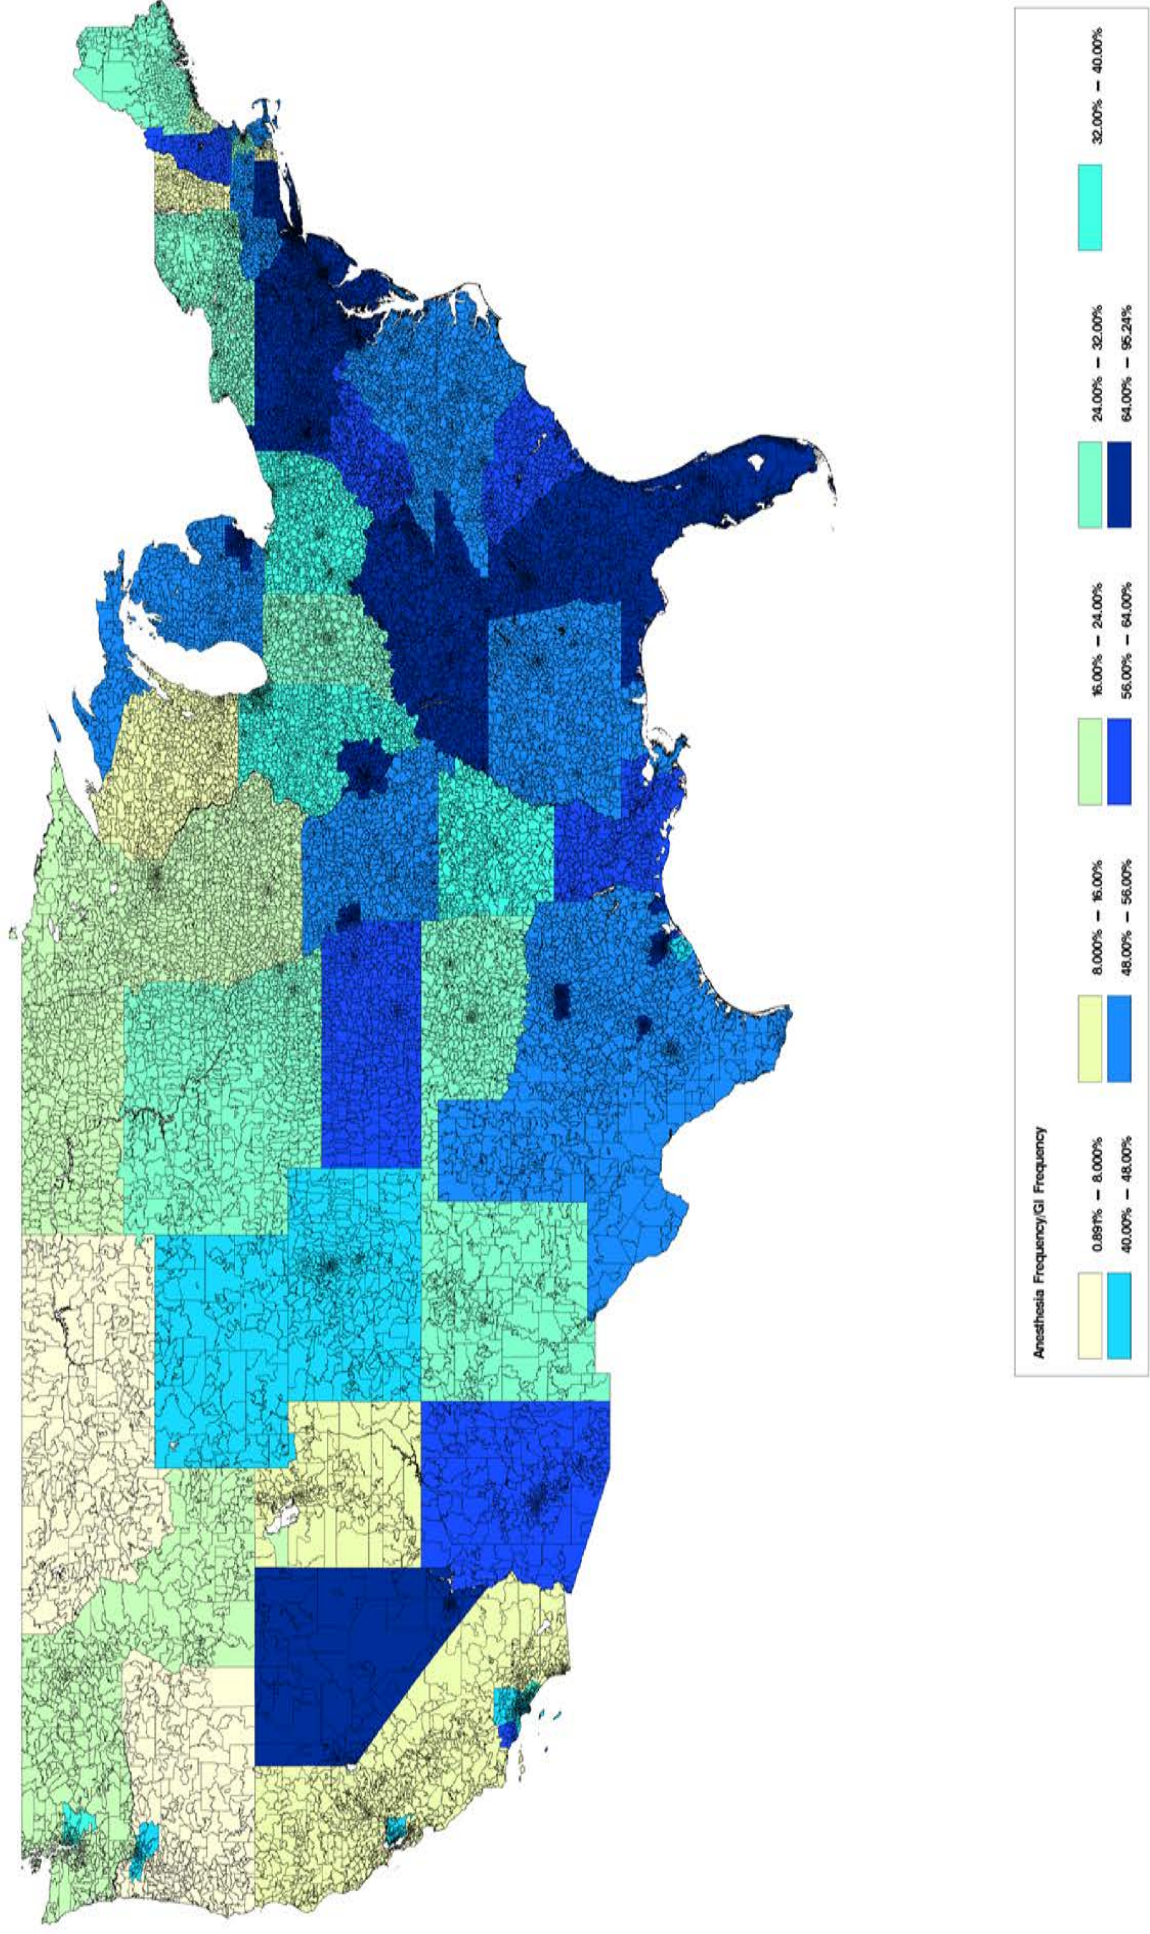 Anesthesia Frequency/GI Frequency
0.891% – 8.000%
8.000% – 16.00%
16.00% – 24.00%
24.00% – 32.00%
32.00% – 40.00%
40.00% – 48.00%
48.00% – 56.00%
56.00% – 64.00%
64.00% – 95.24%